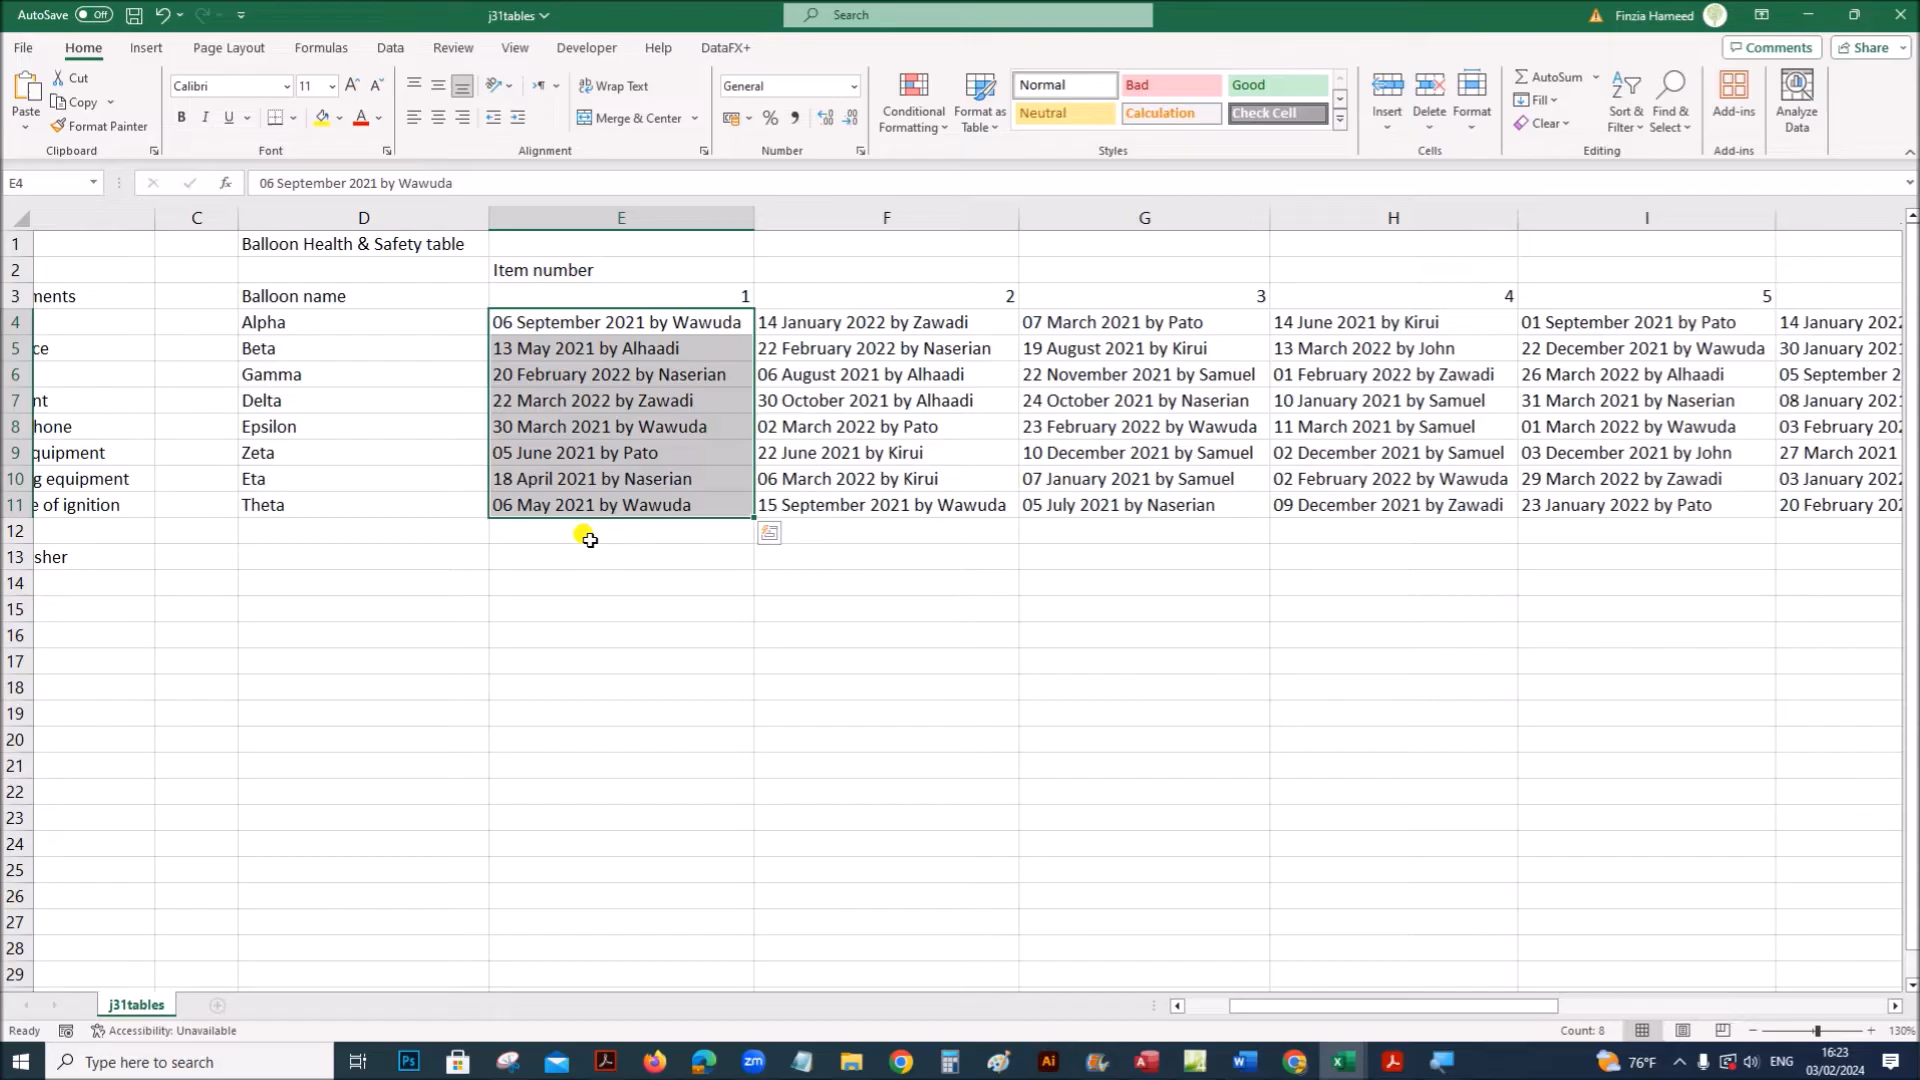 AutoSave Off j31tables Search Finzia Hameed
File Home Insert Page Layout Formulas Data Review View Developer Help DataFX+ Comments Share
Paste Cut Copy Format Painter Clipboard
Calibri 11 B I U Font
Wrap Text Merge & Center Alignment
General % Number
Conditional Formatting Format as Table Normal Bad Good Neutral Calculation Check Cell Styles
Insert Delete Format Cells
AutoSum Fill Clear Sort & Filter Find & Select Editing
Add-ins Add-ins
Analyze Data
E4 fx 06 September 2021 by Wawuda
C D E F G H I
1 Balloon Health & Safety table
2 Item number
3 ments Balloon name 1 2 3 4 5
4 Alpha 06 September 2021 by Wawuda 14 January 2022 by Zawadi 07 March 2021 by Pato 14 June 2021 by Kirui 01 September 2021 by Pato 14 January 202
5 ce Beta 13 May 2021 by Alhaadi 22 February 2022 by Naserian 19 August 2021 by Kirui 13 March 2022 by John 22 December 2021 by Wawuda 30 January 202
6 Gamma 20 February 2022 by Naserian 06 August 2021 by Alhaadi 22 November 2021 by Samuel 01 February 2022 by Zawadi 26 March 2022 by Alhaadi 05 September 2
7 nt Delta 22 March 2022 by Zawadi 30 October 2021 by Alhaadi 24 October 2021 by Naserian 10 January 2021 by Samuel 31 March 2021 by Naserian 08 January 202
8 hone Epsilon 30 March 2021 by Wawuda 02 March 2022 by Pato 23 February 2022 by Wawuda 11 March 2021 by Samuel 01 March 2022 by Wawuda 03 February 202
9 quipment Zeta 05 June 2021 by Pato 22 June 2021 by Kirui 10 December 2021 by Samuel 02 December 2021 by Samuel 03 December 2021 by John 27 March 2021
10 g equipment Eta 18 April 2021 by Naserian 06 March 2022 by Kirui 07 January 2021 by Samuel 02 February 2022 by Wawuda 29 March 2022 by Zawadi 03 January 202
11 e of ignition Theta 06 May 2021 by Wawuda 15 September 2021 by Wawuda 05 July 2021 by Naserian 09 December 2021 by Zawadi 23 January 2022 by Pato 20 February 202
12
13 sher
14
15
16
17
18
19
20
21
22
23
24
25
26
27
28
29
j31tables
Ready Accessibility: Unavailable Count: 8 130%
Type here to search Ps zm Ai A W X 76°F ENG 16:23
03/02/2024